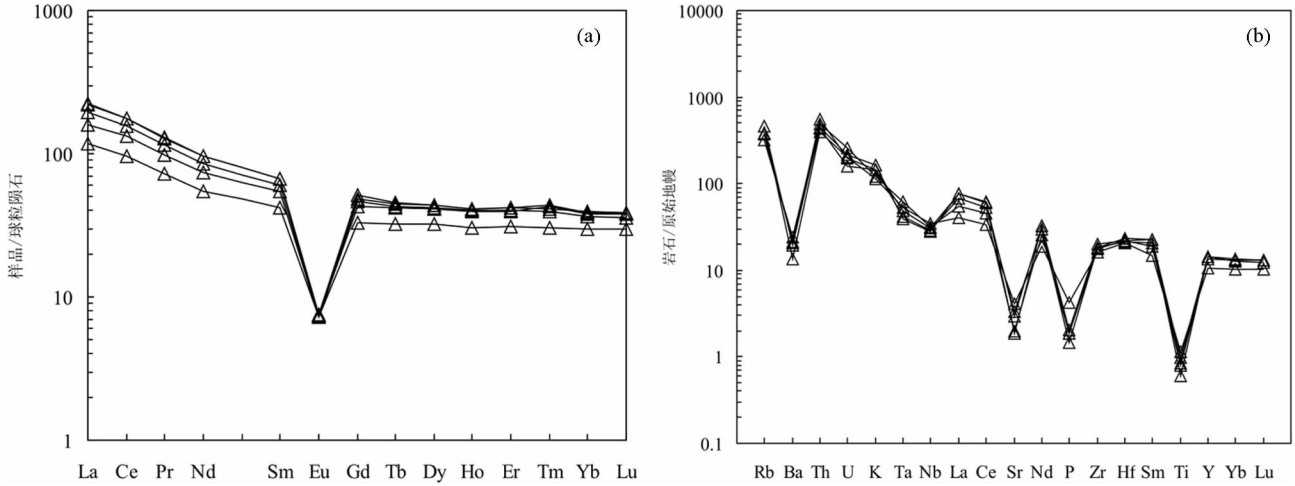 1000
100
10
1
样品/球粒陨石
(a)
La Ce Pr Nd Sm Eu Gd Tb Dy Ho Er Tm Yb Lu
10000
1000
100
10
1
0.1
岩石/原始地幔
(b)
Rb Ba Th U K Ta Nb La Ce Sr Nd P Zr Hf Sm Ti Y Yb Lu